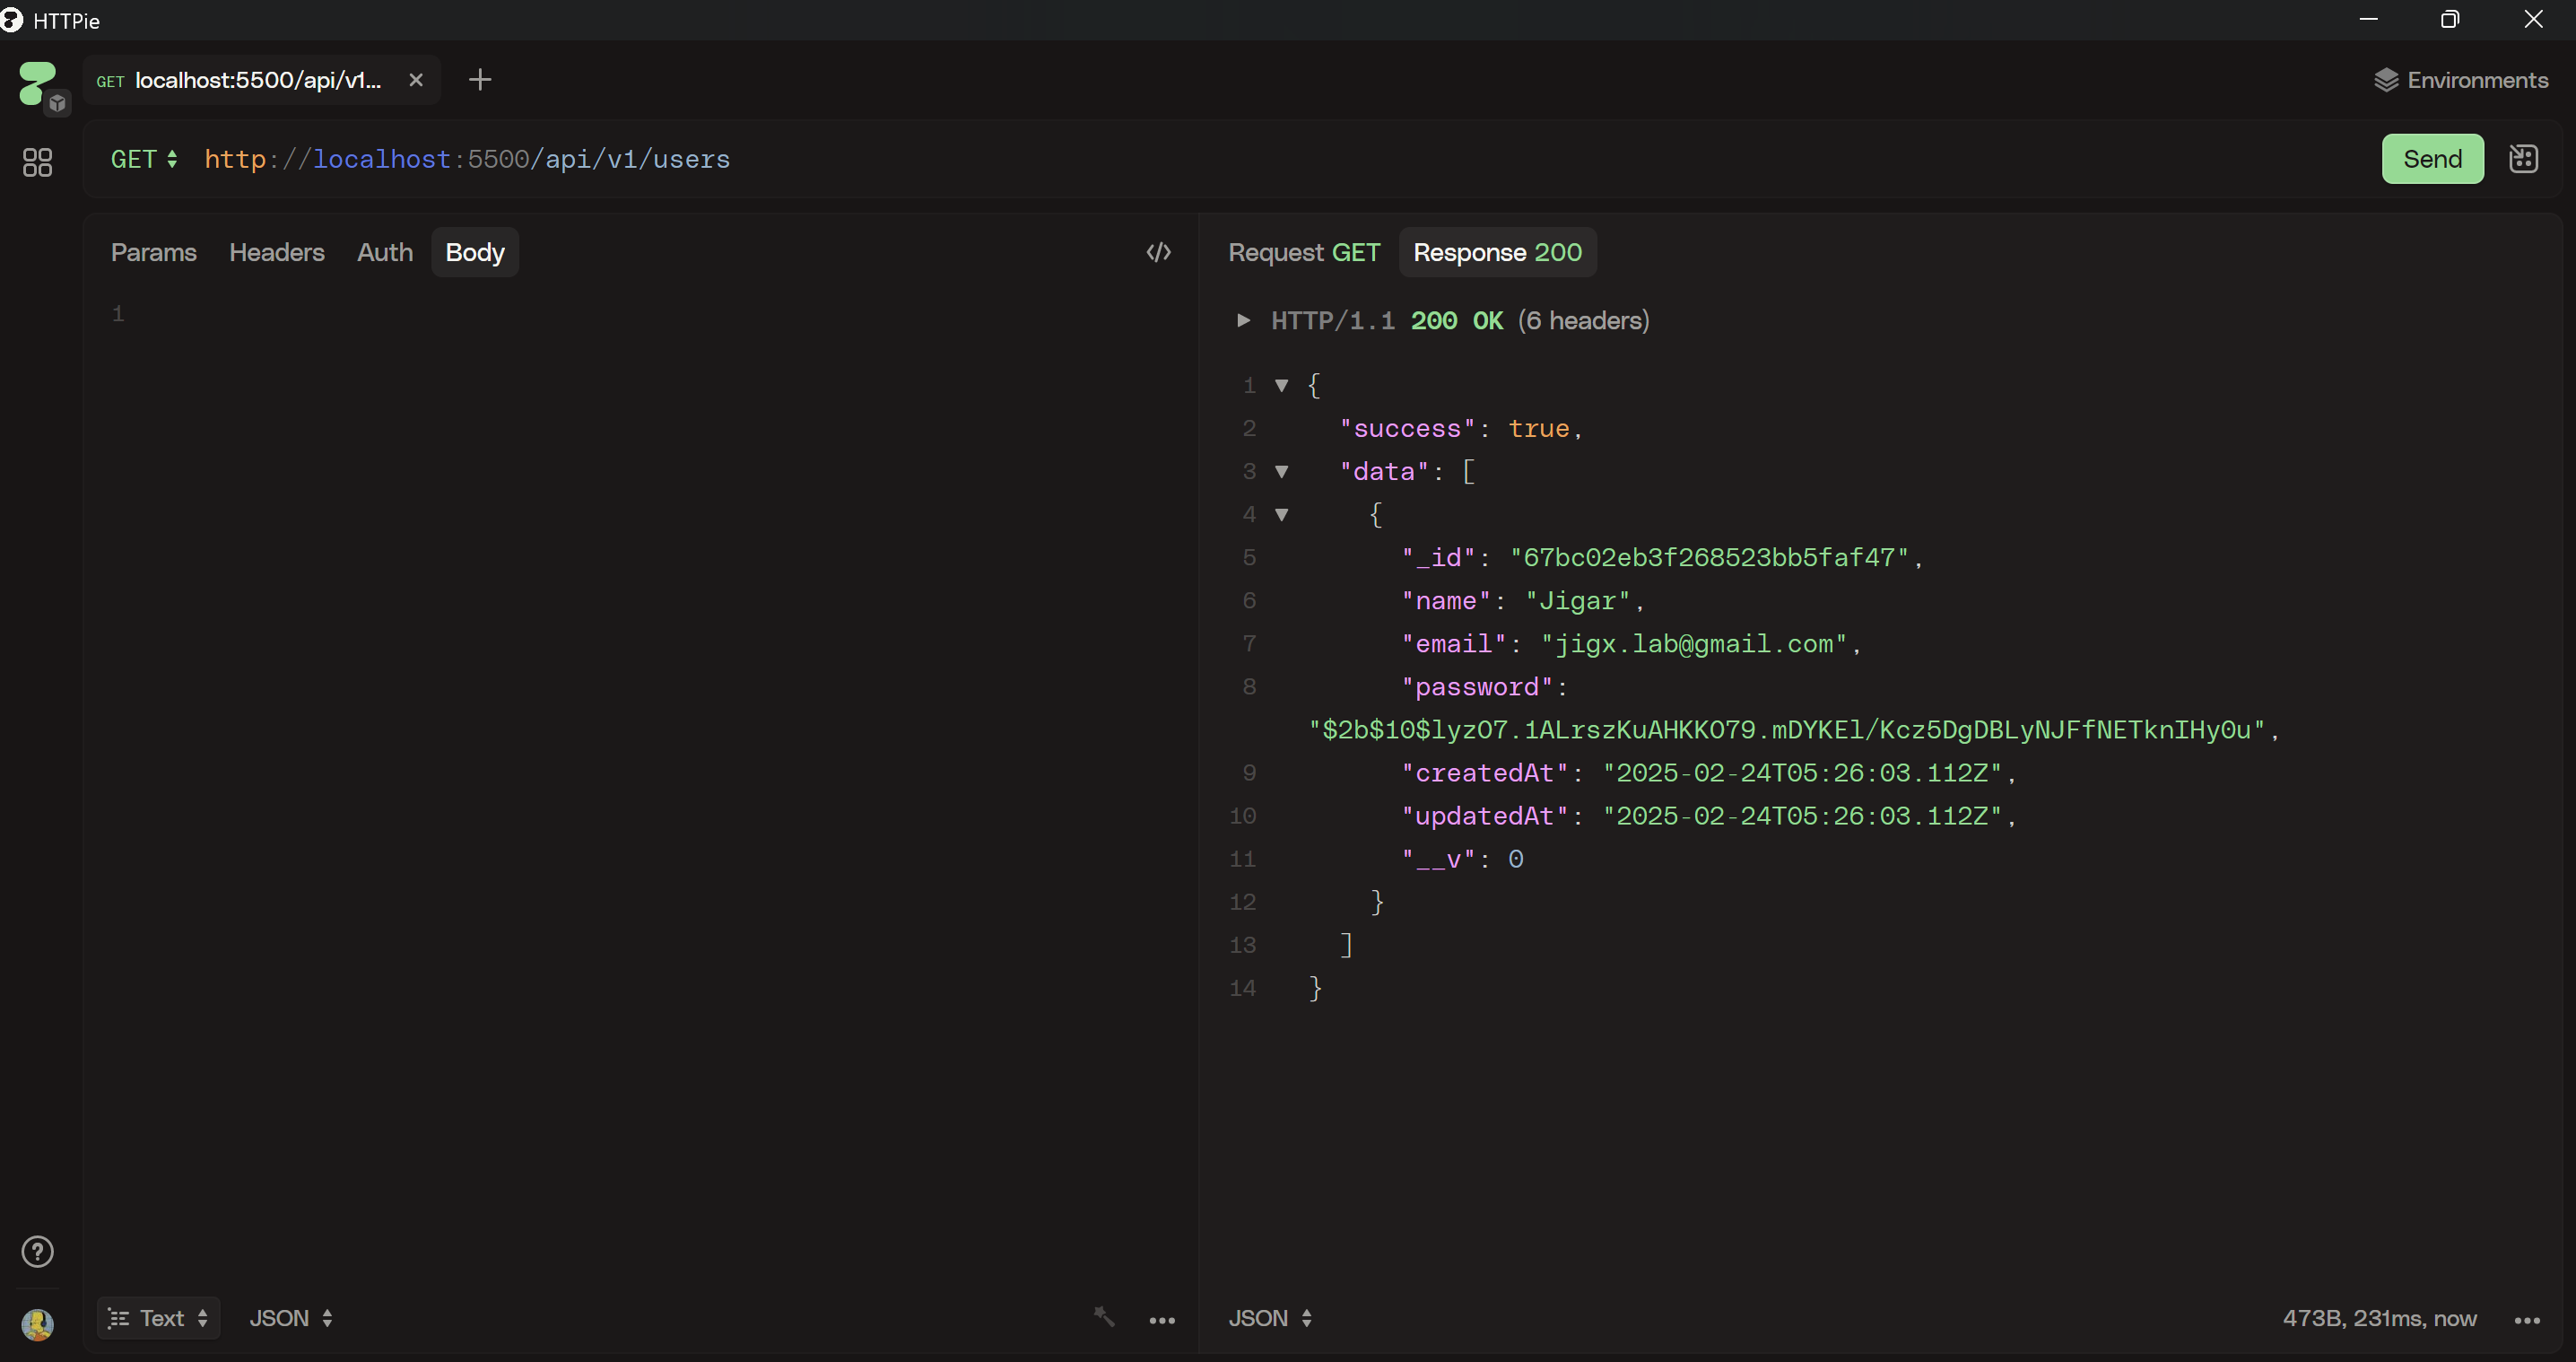 HTTPie
GET localhost:5500/api/v1...
Environments
GET http://localhost:5500/api/v1/users
Send
Params Headers Auth Body
Request GET Response 200
1
HTTP/1.1 200 OK (6 headers)
1 {
2 "success": true,
3 "data": [
4 {
5 "_id": "67bc02eb3f268523bb5faf47",
6 "name": "Jigar",
7 "email": "jigx.lab@gmail.com",
8 "password":
"$2b$10$lyzO7.1ALrszKuAHKKO79.mDYKEl/Kcz5DgDBLyNJFfNETknIHy0u",
9 "createdAt": "2025-02-24T05:26:03.112Z",
10 "updatedAt": "2025-02-24T05:26:03.112Z",
11 "__v": 0
12 }
13 ]
14 }
Text JSON
JSON
473B, 231ms, now